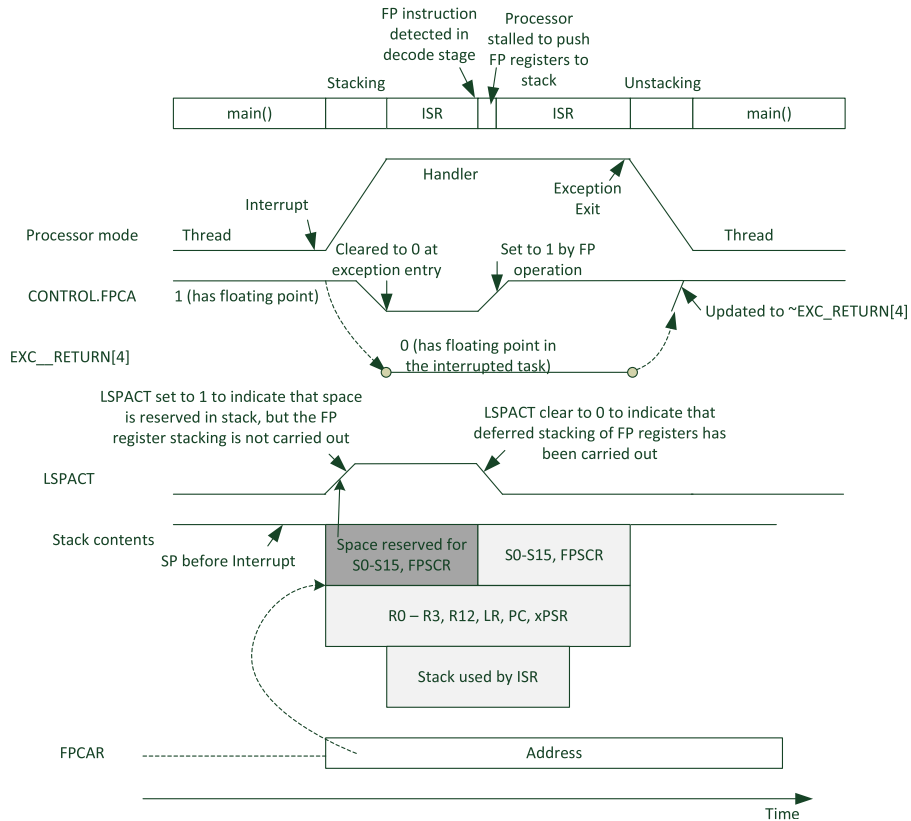 FP instruction
detected in
decode stage
Processor
stalled to push
FP registers to
stack
Stacking
Unstacking
main()
ISR
ISR
main()
Handler
Exception
Exit
Interrupt
Processor mode
Thread
Thread
Cleared to 0 at
exception entry
Set to 1 by FP
operation
CONTROL.FPCA
1 (has floating point)
Updated to ~EXC_RETURN[4]
EXC__RETURN[4]
0 (has floating point in
the interrupted task)
LSPACT set to 1 to indicate that space
is reserved in stack, but the FP
register stacking is not carried out
LSPACT clear to 0 to indicate that
deferred stacking of FP registers has
been carried out
LSPACT
Stack contents
SP before Interrupt
Space reserved for
S0-S15, FPSCR
S0-S15, FPSCR
R0 – R3, R12, LR, PC, xPSR
Stack used by ISR
FPCAR
Address
Time